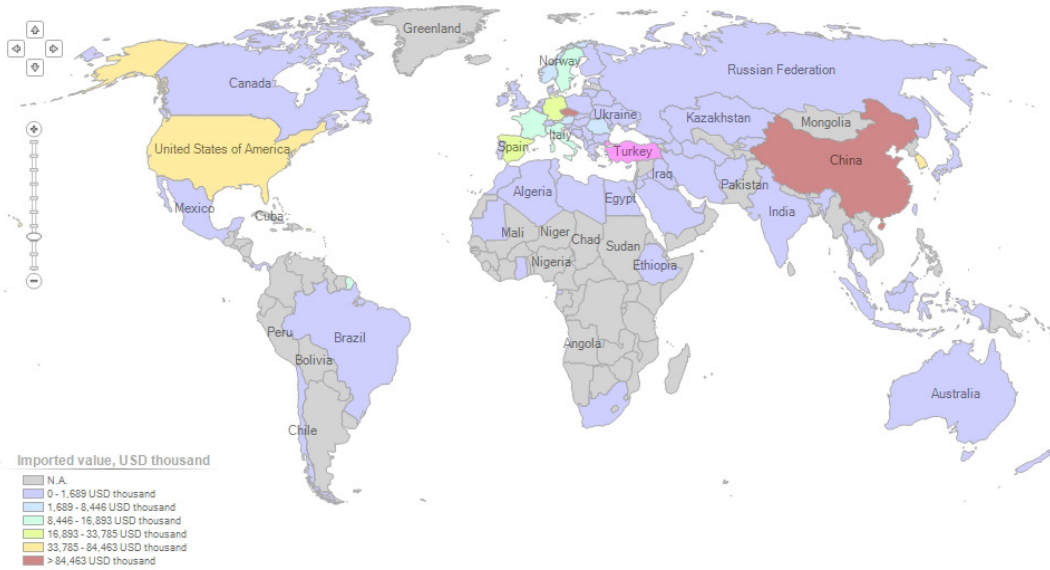 Greenland
Norway
Canada
Russian Federation
Ukraine
Kazakhstan
Mongolia
United States of America
Spain
Italy
Turkey
China
Iraq
Pakistan
Algeria
Egypt
India
Mexico
Cuba
Mali
Niger
Chad
Sudan
Nigeria
Ethiopia
Peru
Brazil
Angola
Bolivia
Australia
Chile
Imported value, USD thousand
N.A.
0 - 1,689 USD thousand
1,689 - 8,446 USD thousand
8,446 - 16,893 USD thousand
16,893 - 33,785 USD thousand
33,785 - 84,463 USD thousand
> 84,463 USD thousand